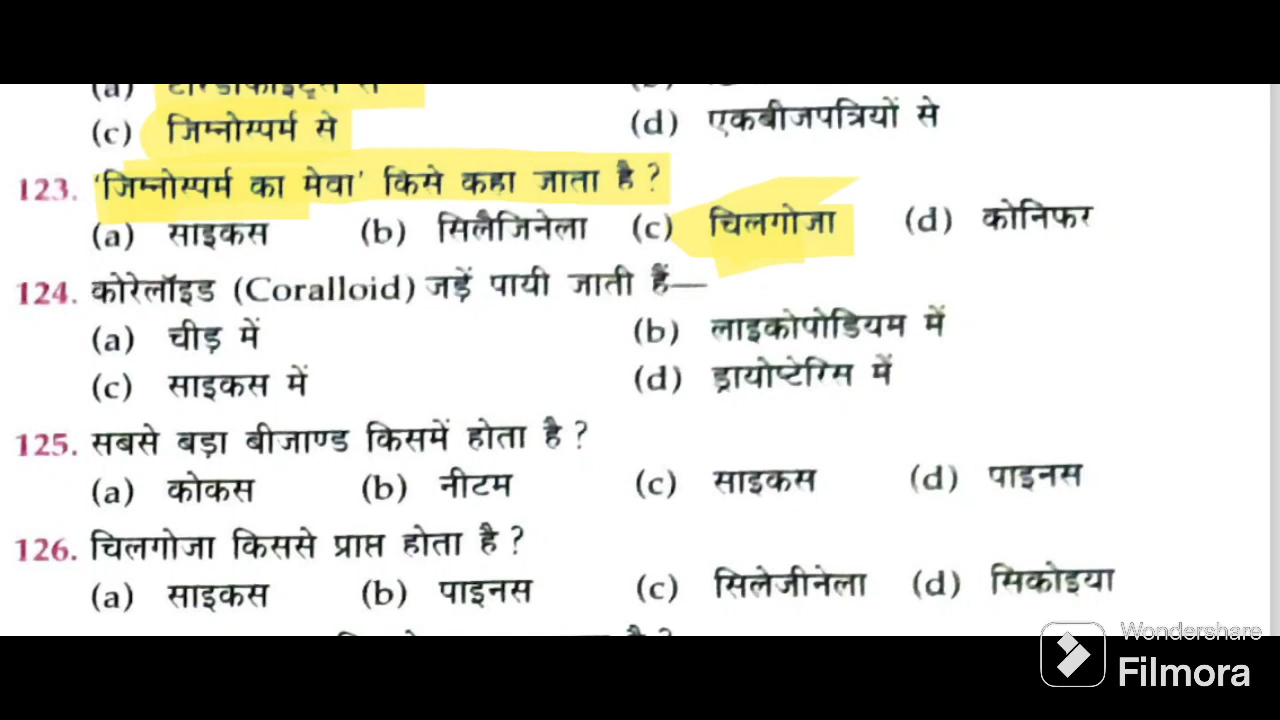 (c) जिम्नोस्पर्म से (d) एकबीजपत्रियों से
123. 'जिम्नोस्पर्म का मेवा' किसे कहा जाता है ?
(a) साइकस (b) सिलैजिनेला (c) चिलगोजा (d) कोनिफर
124. कोरेलॉइड (Coralloid) जड़ें पायी जाती हैं—
(a) चीड़ में (b) लाइकोपोडियम में
(c) साइकस में (d) ड्रायोप्टेरिस में
125. सबसे बड़ा बीजाण्ड किसमें होता है ?
(a) कोकस (b) नीटम (c) साइकस (d) पाइनस
126. चिलगोजा किससे प्राप्त होता है ?
(a) साइकस (b) पाइनस (c) सिलेजीनेला (d) सिकोइया
Wondershare
Filmora